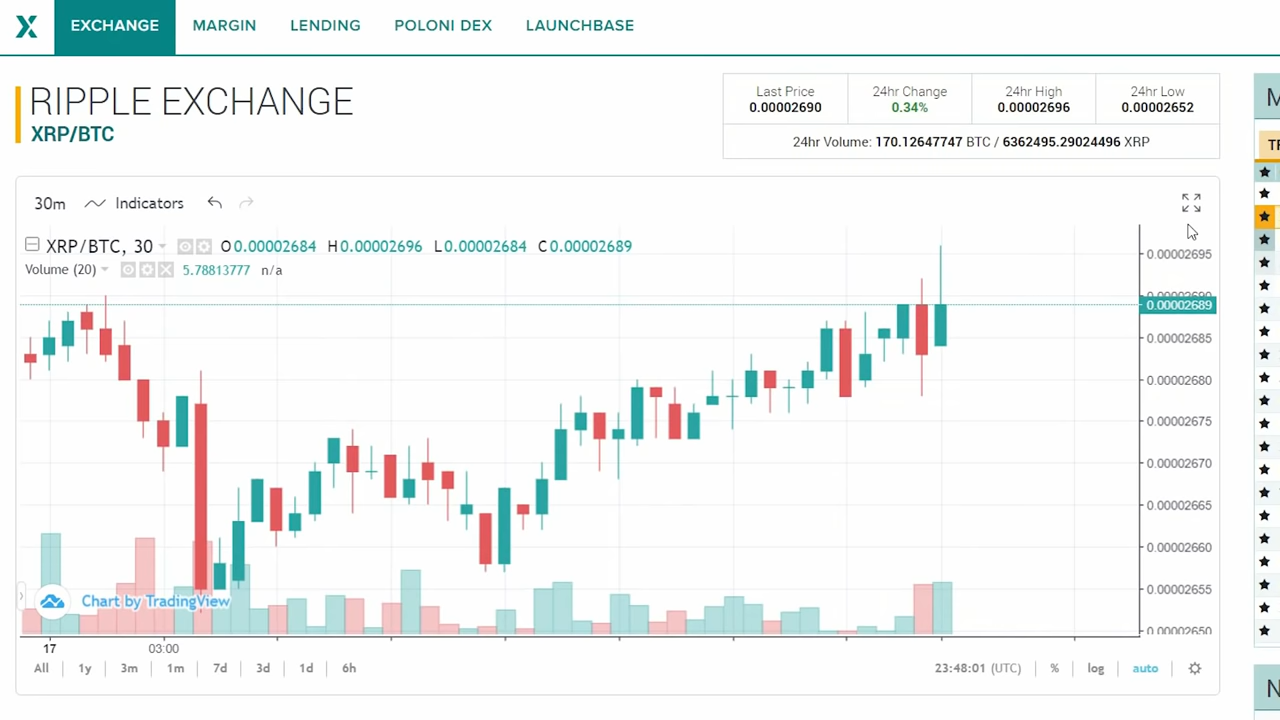 EXCHANGE MARGIN LENDING POLONI DEX LAUNCHBASE
RIPPLE EXCHANGE
XRP/BTC
Last Price 24hr Change 24hr High 24hr Low
0.00002690 0.34% 0.00002696 0.00002652
24hr Volume: 170.12647747 BTC / 6362495.29024496 XRP
30m Indicators
XRP/BTC, 30 O0.00002684 H0.00002696 L0.00002684 C0.00002689
Volume (20) 5.78813777 n/a
0.00002695
0.00002690
0.00002689
0.00002685
0.00002680
0.00002675
0.00002670
0.00002665
0.00002660
0.00002655
0.00002650
Chart by TradingView
17 03:00
All 1y 3m 1m 7d 3d 1d 6h 23:48:01 (UTC) % log auto